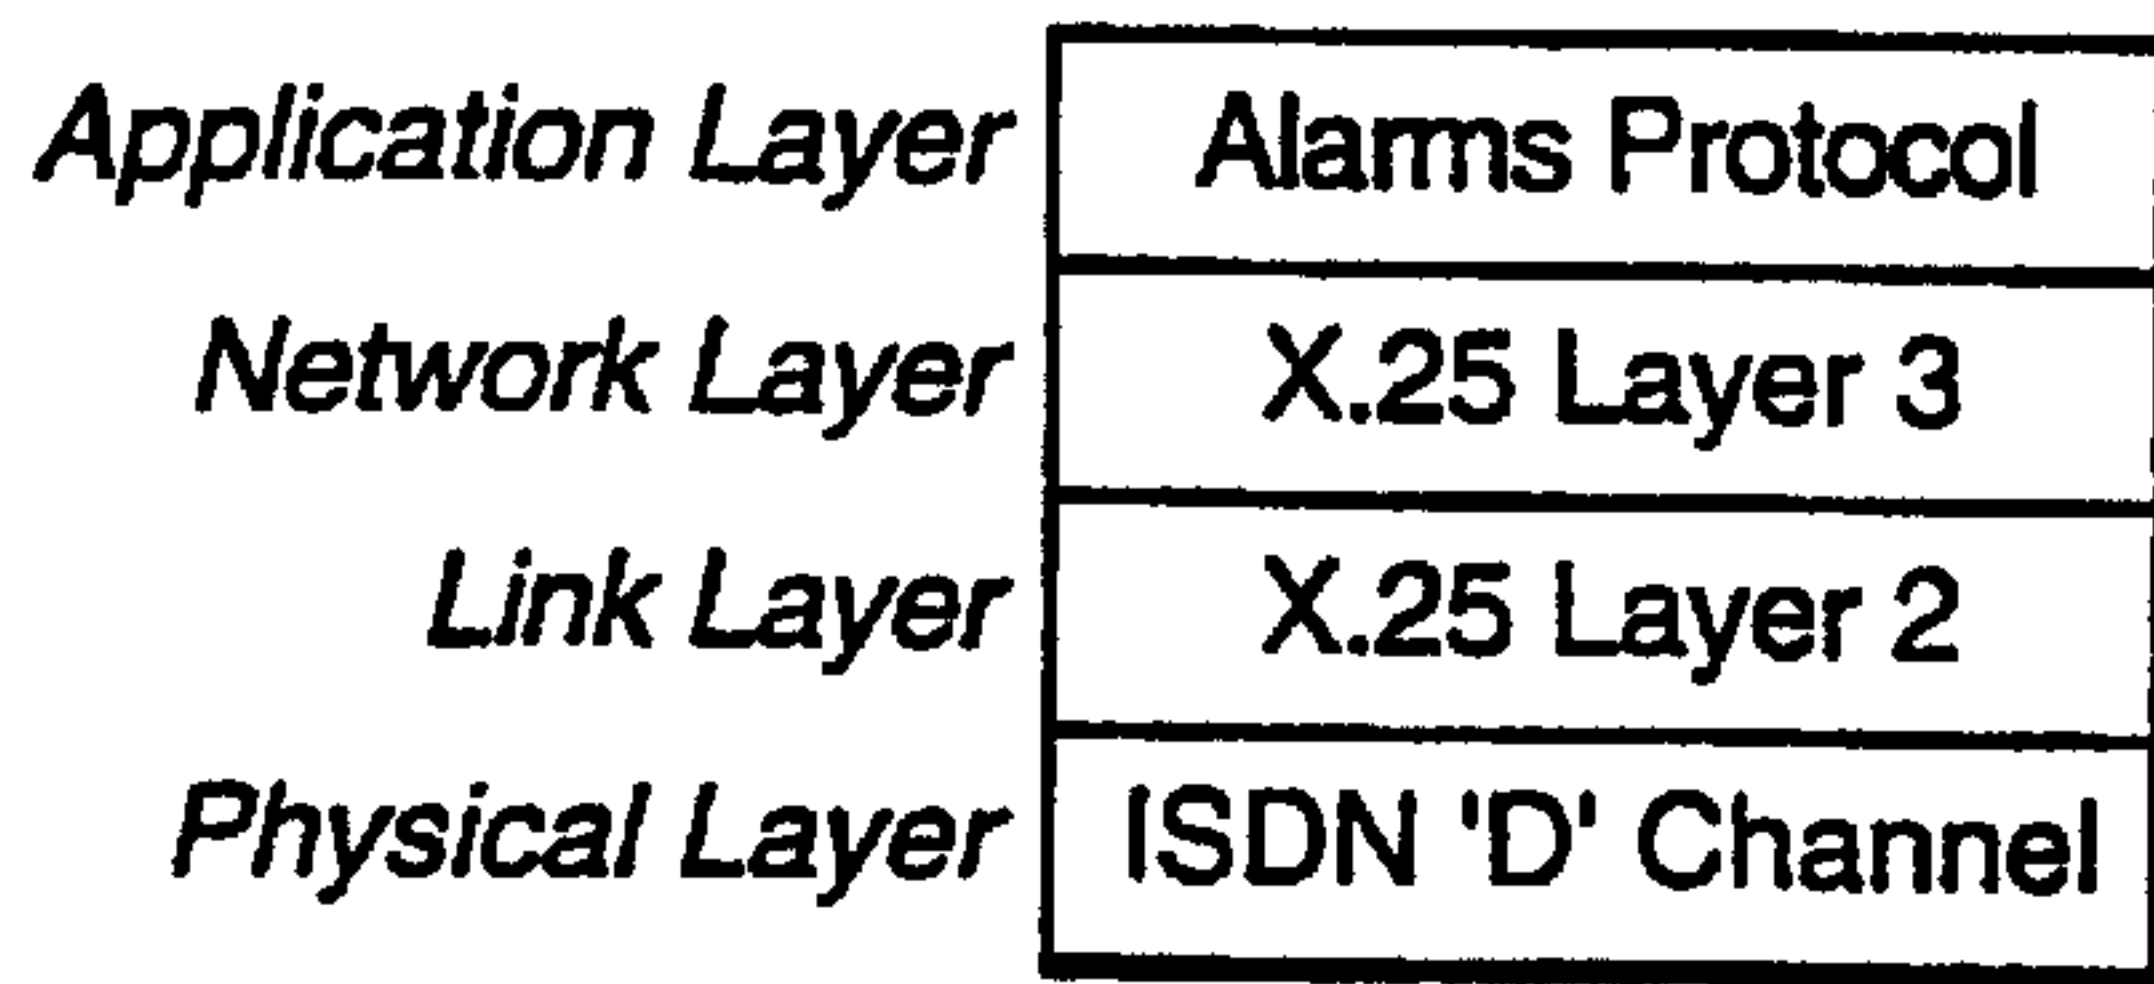 Application Layer Alarms Protocol
Network Layer X.25 Layer 3
Link Layer X.25 Layer 2
Physical Layer ISDN 'D' Channel